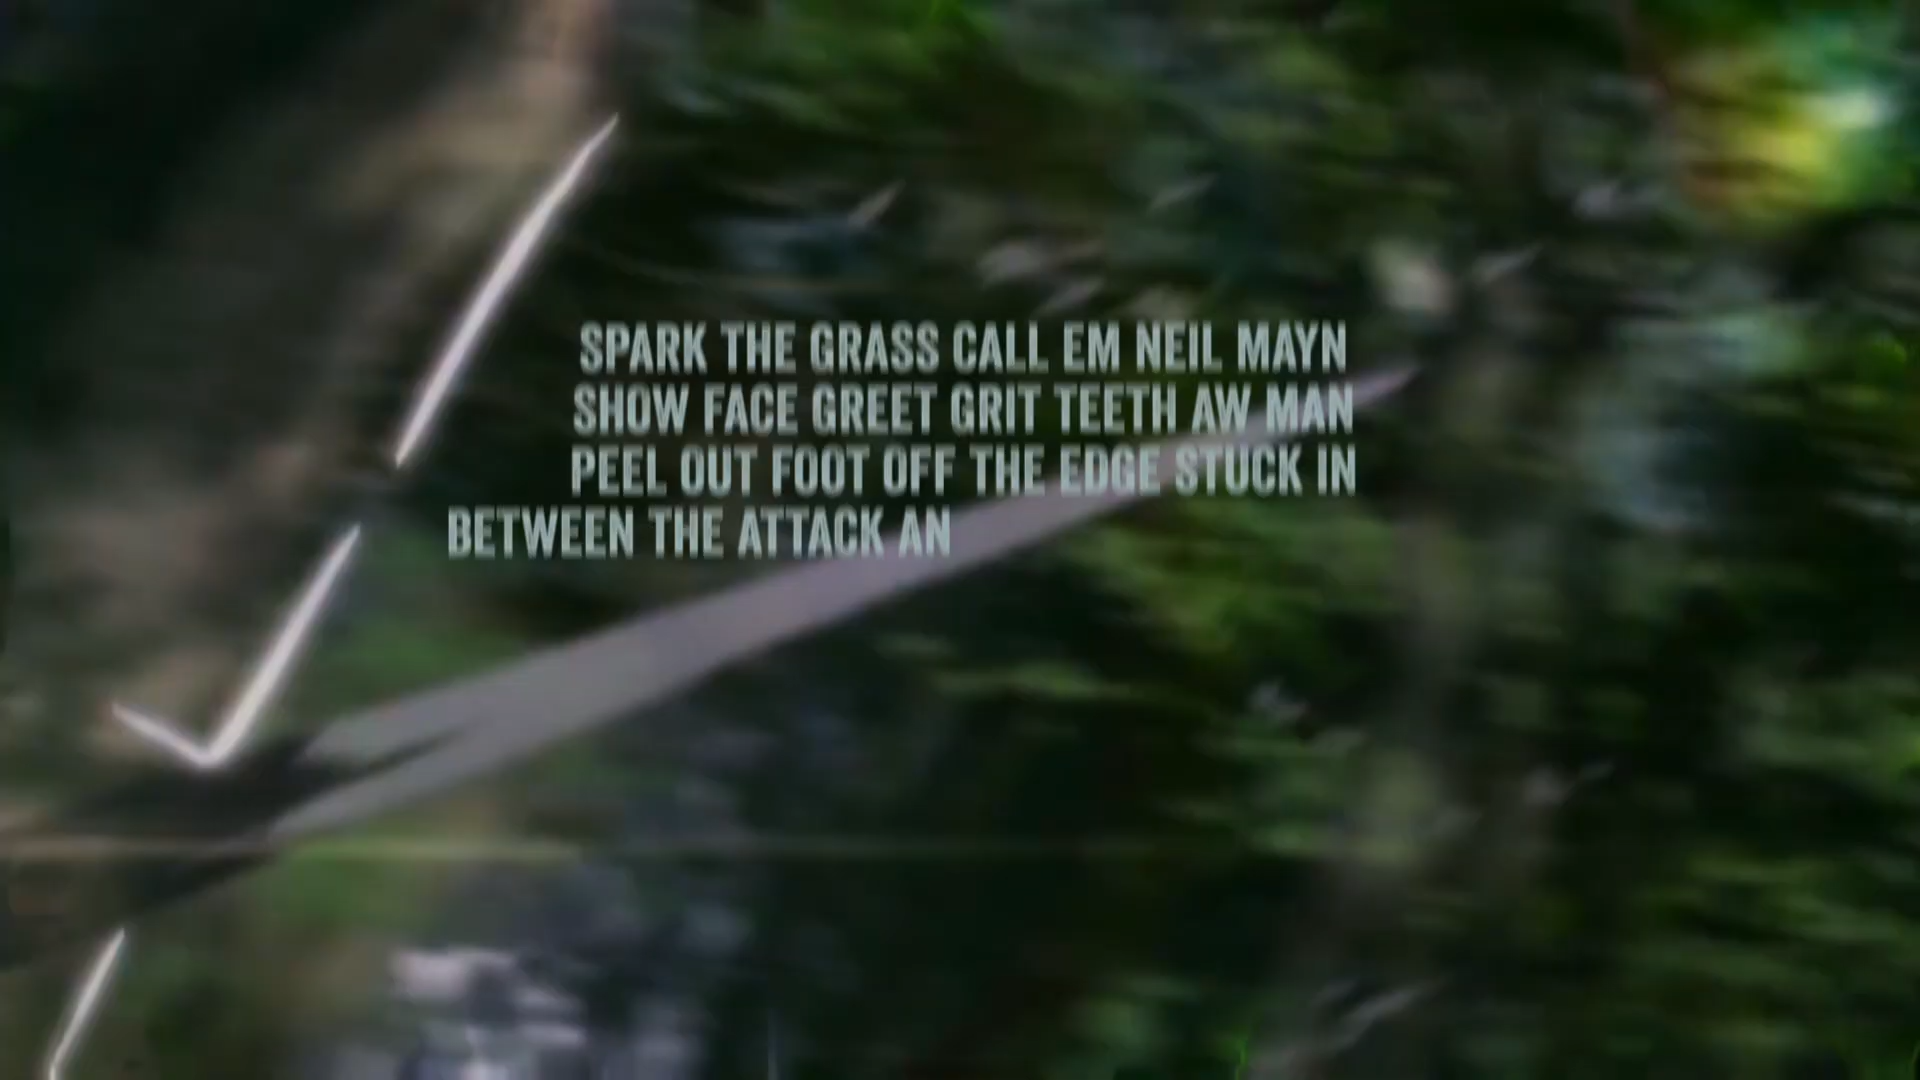 SPARK THE GRASS CALL EM NEIL MAYN
SHOW FACE GREET GRIT TEETH AW MAN
PEEL OUT FOOT OFF THE EDGE STUCK IN
BETWEEN THE ATTACK AN